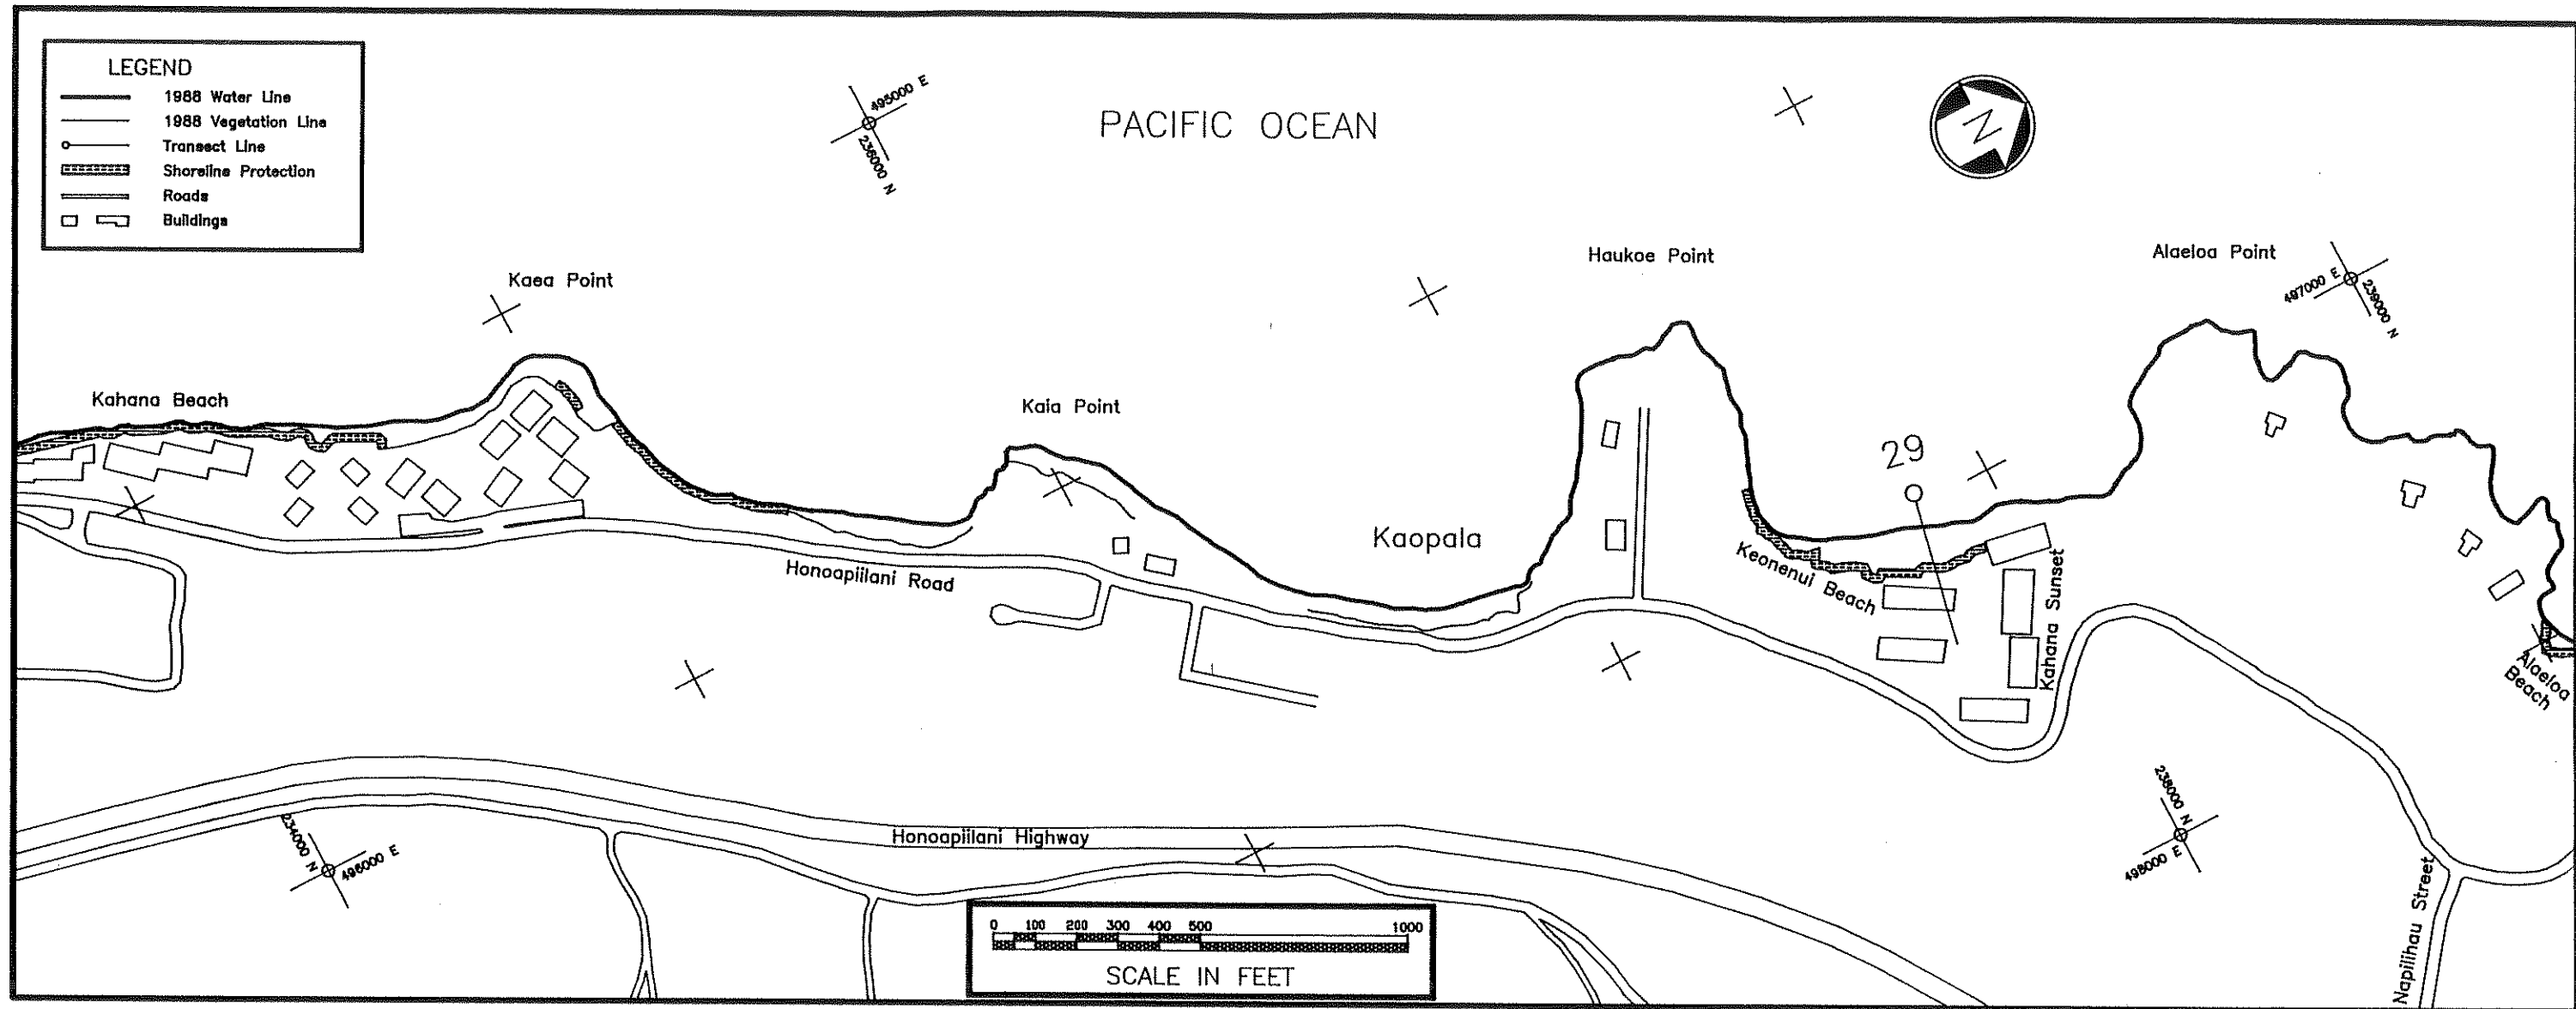 LEGEND
1988 Water Line
1988 Vegetation Line
Transect Line
Shoreline Protection
Roads
Buildings
495000 E
236000 N
PACIFIC OCEAN
N
Kaea Point
Haukoe Point
Alaeloa Point
497000 E
239000 N
Kahana Beach
Kaia Point
29
Kaopala
Keonenui Beach
Kahana Sunset
Honoapiilani Road
Alaeloa
Beach
234000 N
496000 E
Honoapiilani Highway
238000 N
498000 E
Napilihau Street
0 100 200 300 400 500 1000
SCALE IN FEET